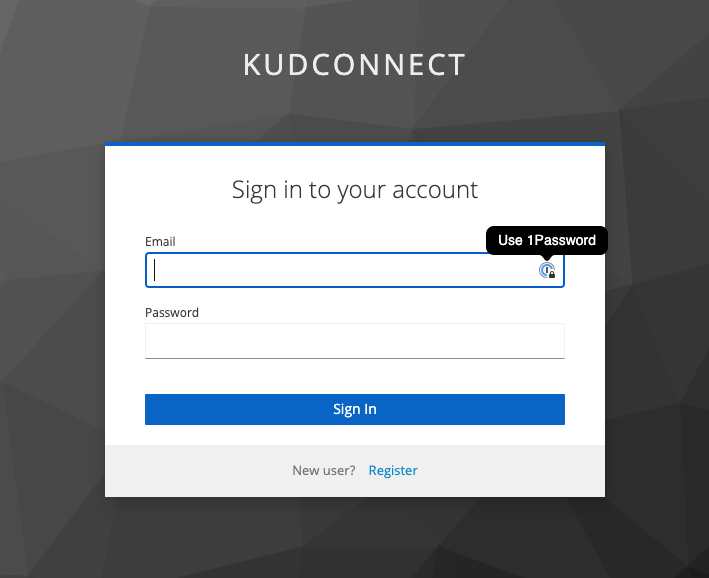 KUDCONNECT
Sign in to your account
Email
Use 1Password
Password
Sign In
New user? Register